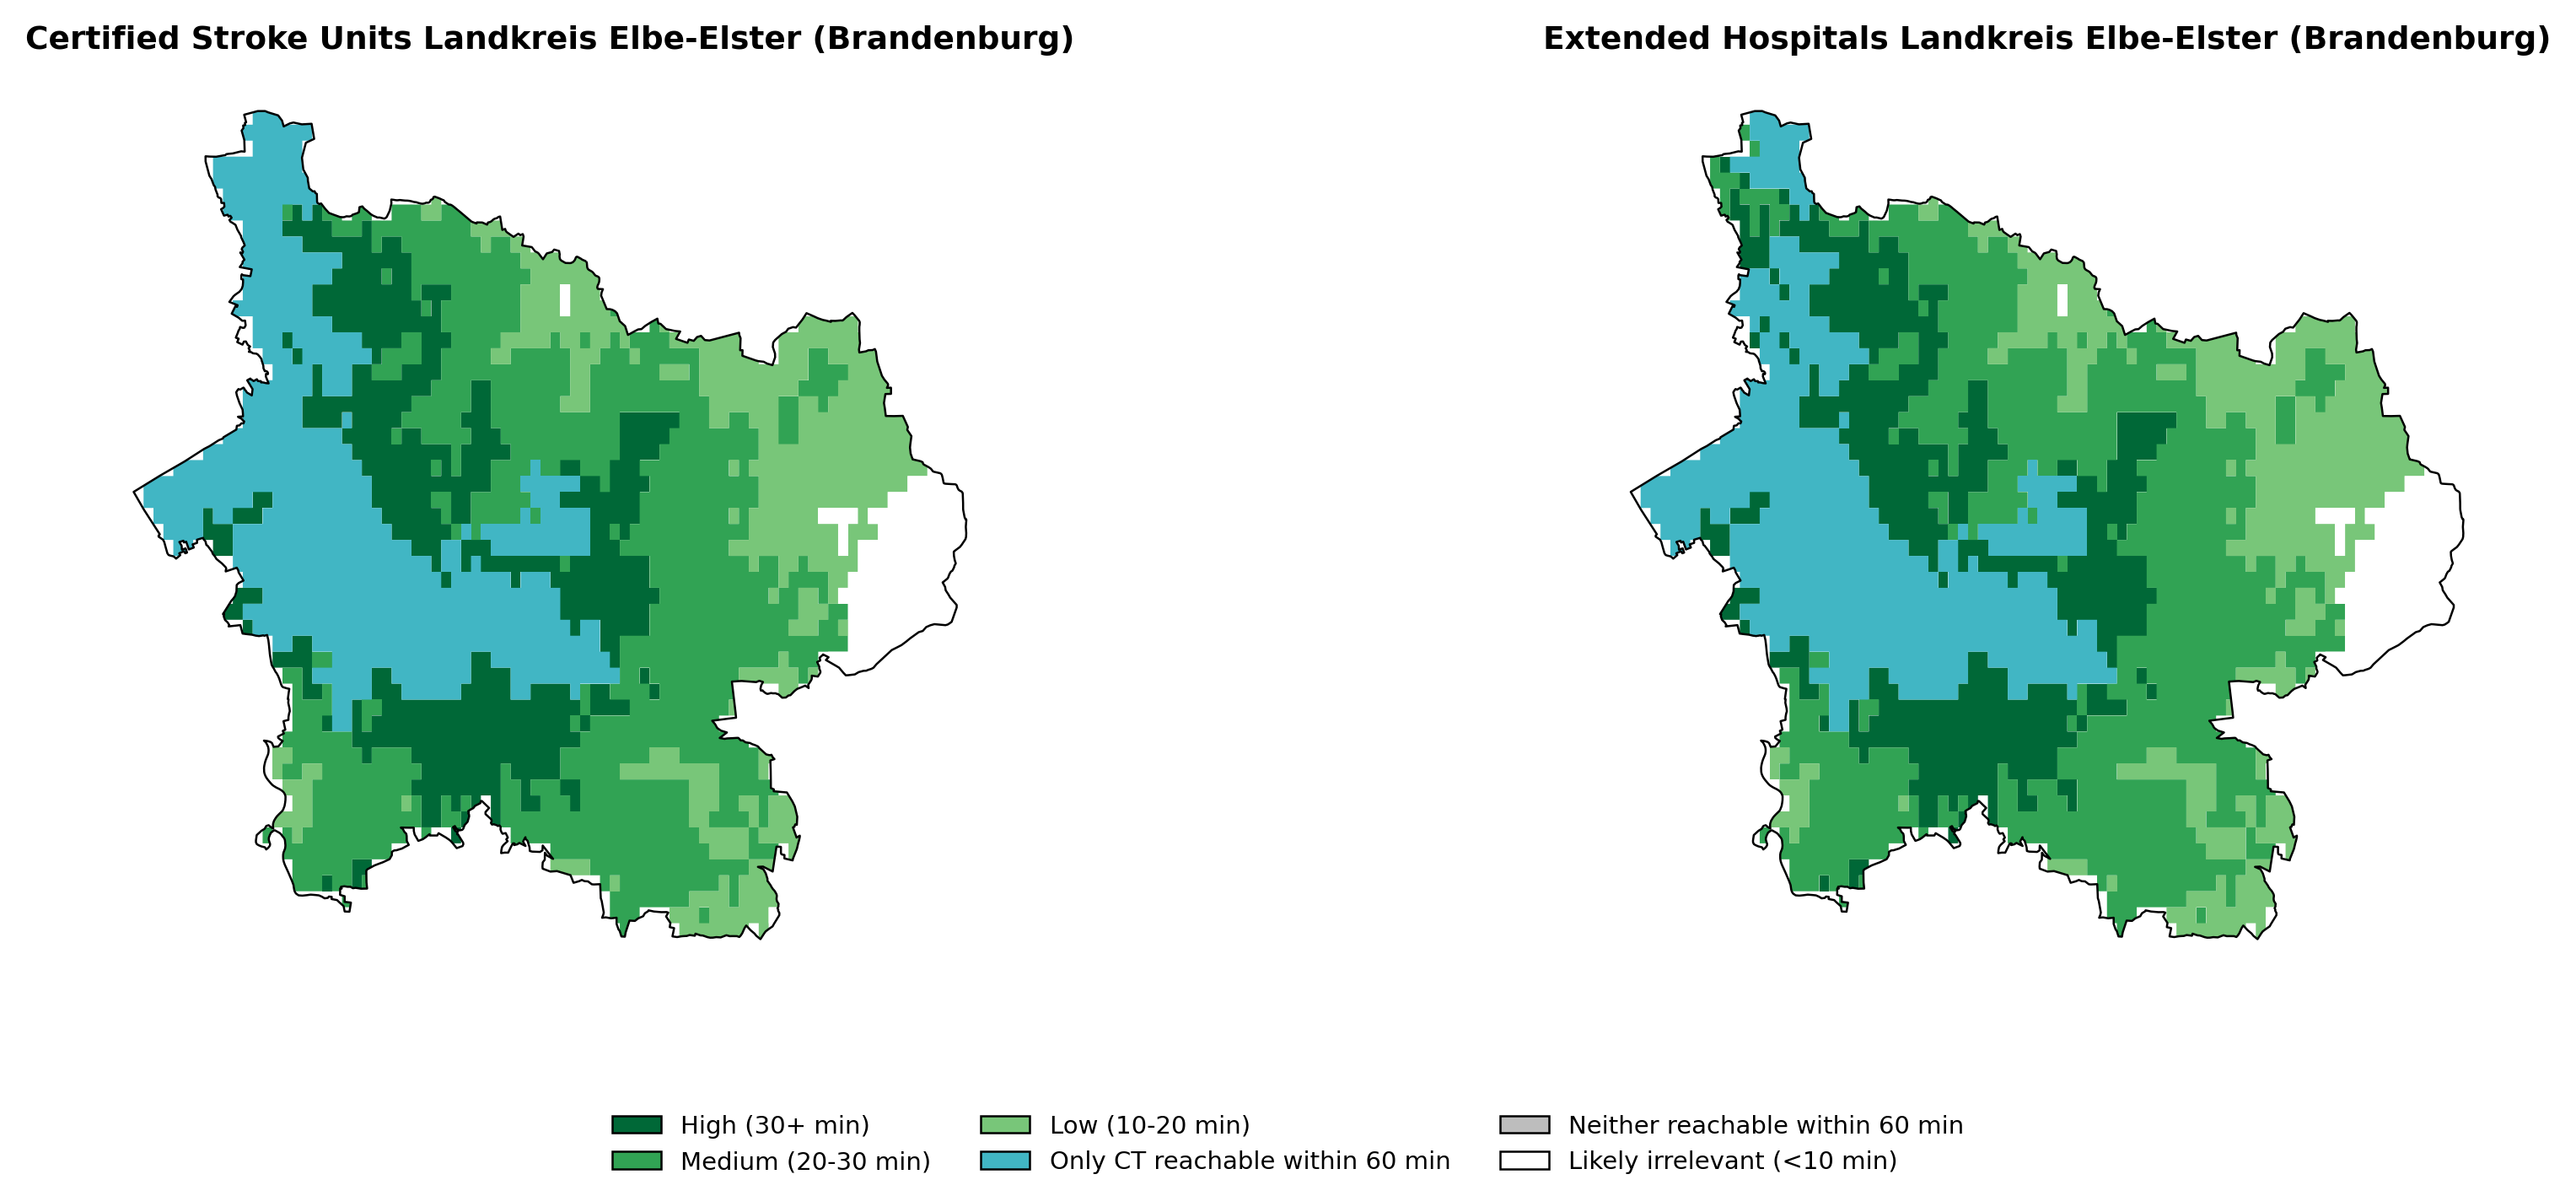 Certified Stroke Units Landkreis Elbe-Elster (Brandenburg)
Extended Hospitals Landkreis Elbe-Elster (Brandenburg)
High (30+ min)
Medium (20-30 min)
Low (10-20 min)
Only CT reachable within 60 min
Neither reachable within 60 min
Likely irrelevant (<10 min)